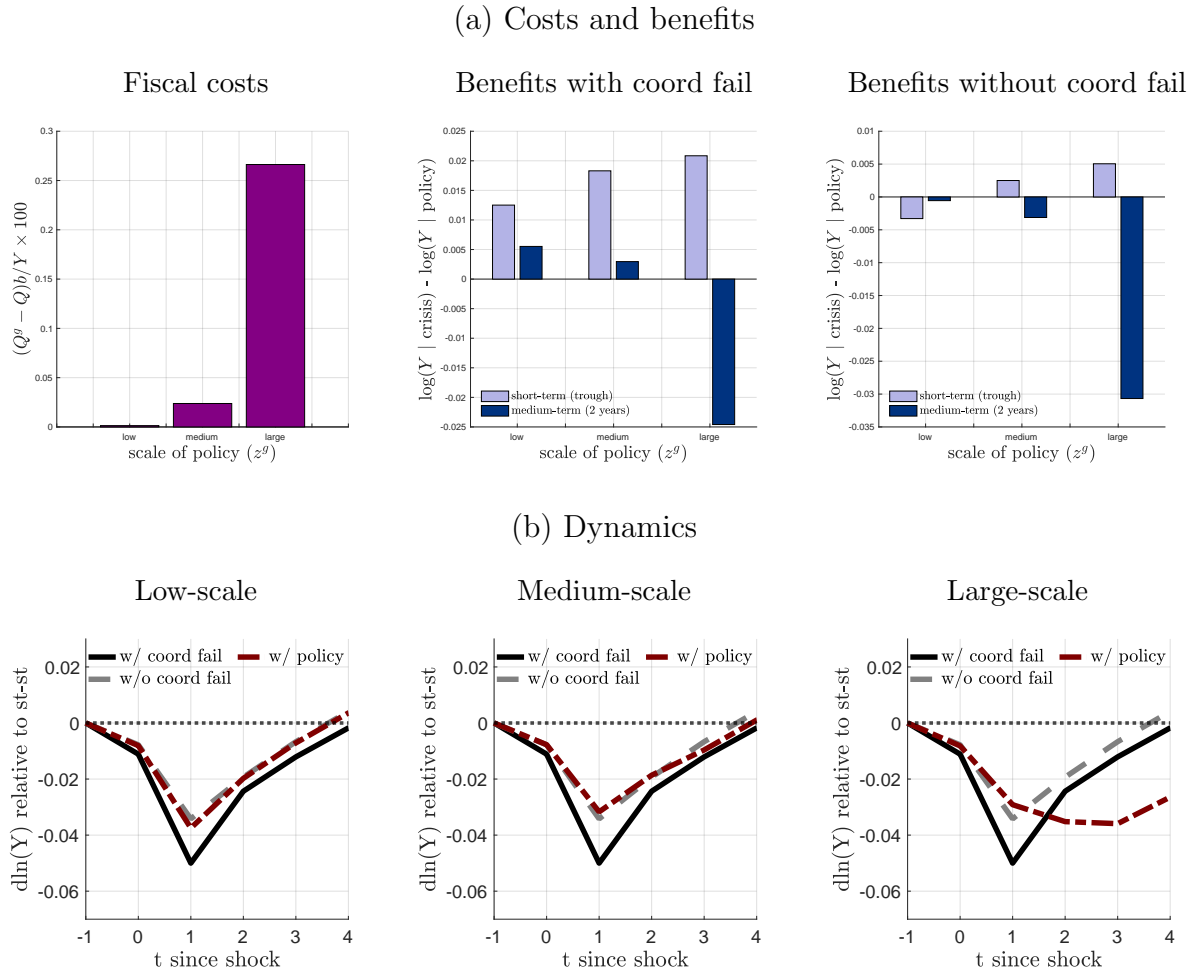 (a) Costs and benefits
Fiscal costs
Benefits with coord fail
Benefits without coord fail
0.3
0.25
0.2
0.15
0.1
0.05
0
(Q^g − Q)b/Y × 100
low
medium
large
scale of policy (z^g)
0.025
0.02
0.015
0.01
0.005
0
-0.005
-0.01
-0.015
-0.02
-0.025
log(Y | crisis) - log(Y | policy)
short-term (trough)
medium-term (2 years)
low
medium
large
scale of policy (z^g)
0.01
0.005
0
-0.005
-0.01
-0.015
-0.02
-0.025
-0.03
-0.035
log(Y | crisis) - log(Y | policy)
short-term (trough)
medium-term (2 years)
low
medium
large
scale of policy (z^g)
(b) Dynamics
Low-scale
Medium-scale
Large-scale
w/ coord fail
w/ policy
w/o coord fail
0.02
0
-0.02
-0.04
-0.06
dln(Y) relative to st-st
-1 0 1 2 3 4
t since shock
w/ coord fail
w/ policy
w/o coord fail
0.02
0
-0.02
-0.04
-0.06
dln(Y) relative to st-st
-1 0 1 2 3 4
t since shock
w/ coord fail
w/ policy
w/o coord fail
0.02
0
-0.02
-0.04
-0.06
dln(Y) relative to st-st
-1 0 1 2 3 4
t since shock